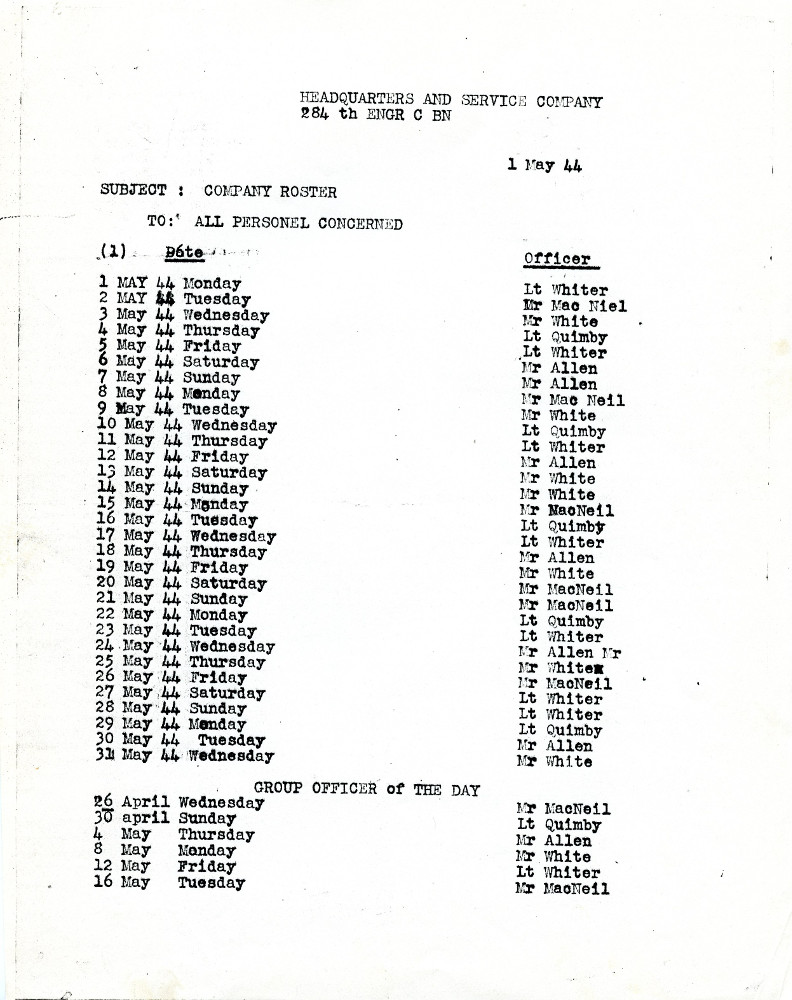 HEADQUARTERS AND SERVICE COMPANY
284 th ENGR C BN
1 May 44
SUBJECT : COMPANY ROSTER
TO: ALL PERSONEL CONCERNED
(1) Date Officer
1 MAY 44 Monday Lt Whiter
2 MAY 44 Tuesday Mr Mac Niel
3 May 44 Wednesday Mr White
4 May 44 Thursday Lt Quimby
5 May 44 Friday Lt Whiter
6 May 44 Saturday Mr Allen
7 May 44 Sunday Mr Allen
8 May 44 Monday Mr Mac Neil
9 May 44 Tuesday Mr White
10 May 44 Wednesday Lt Quimby
11 May 44 Thursday Lt Whiter
12 May 44 Friday Mr Allen
13 May 44 Saturday Mr White
14 May 44 Sunday Mr White
15 May 44 Monday Mr MacNeil
16 May 44 Tuesday Lt Quimby
17 May 44 Wednesday Lt Whiter
18 May 44 Thursday Mr Allen
19 May 44 Friday Mr White
20 May 44 Saturday Mr MacNeil
21 May 44 Sunday Mr MacNeil
22 May 44 Monday Lt Quimby
23 May 44 Tuesday Lt Whiter
24 May 44 Wednesday Mr Allen Mr
25 May 44 Thursday Mr White
26 May 44 Friday Mr MacNeil
27 May 44 Saturday Lt Whiter
28 May 44 Sunday Lt Whiter
29 May 44 Monday Lt Quimby
30 May 44 Tuesday Mr Allen
31 May 44 Wednesday Mr White
GROUP OFFICER of THE DAY
26 April Wednesday Mr MacNeil
30 april Sunday Lt Quimby
4 May Thursday Mr Allen
8 May Monday Mr White
12 May Friday Lt Whiter
16 May Tuesday Mr MacNeil